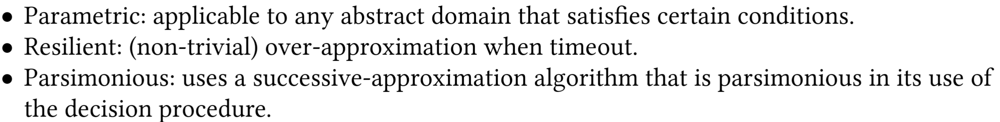 • Parametric: applicable to any abstract domain that satisfies certain conditions.
• Resilient: (non-trivial) over-approximation when timeout.
• Parsimonious: uses a successive-approximation algorithm that is parsimonious in its use of
the decision procedure.